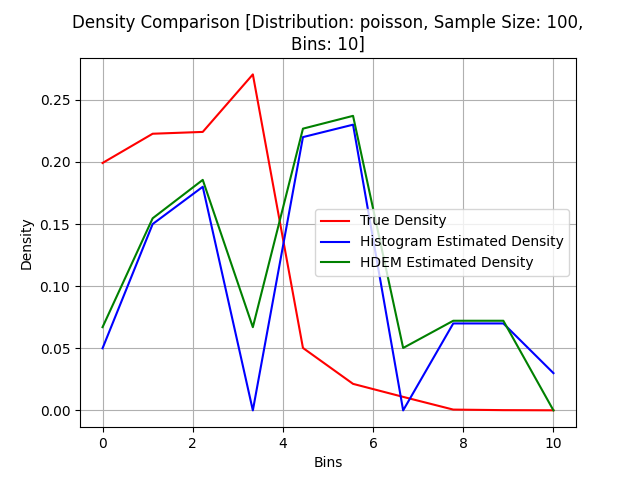 Density Comparison [Distribution: poisson, Sample Size: 100,
Bins: 10]
Density
0.25
0.20
0.15
0.10
0.05
0.00
True Density
Histogram Estimated Density
HDEM Estimated Density
0 2 4 6 8 10
Bins